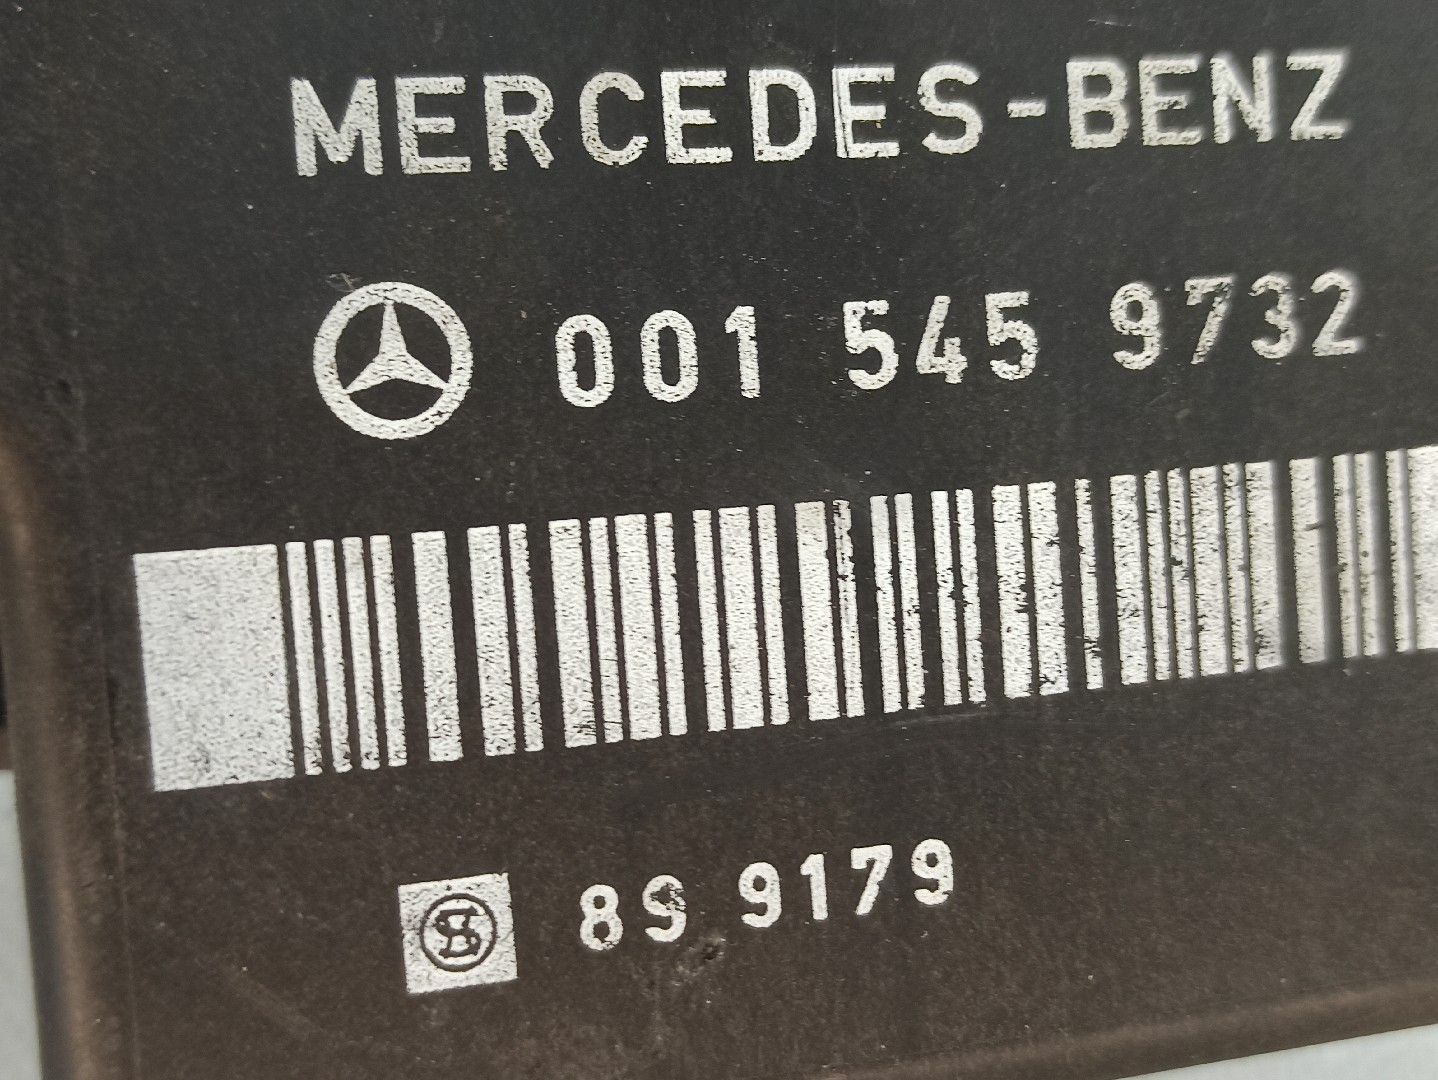 MERCEDES-BENZ
001 545 9732
89 9179